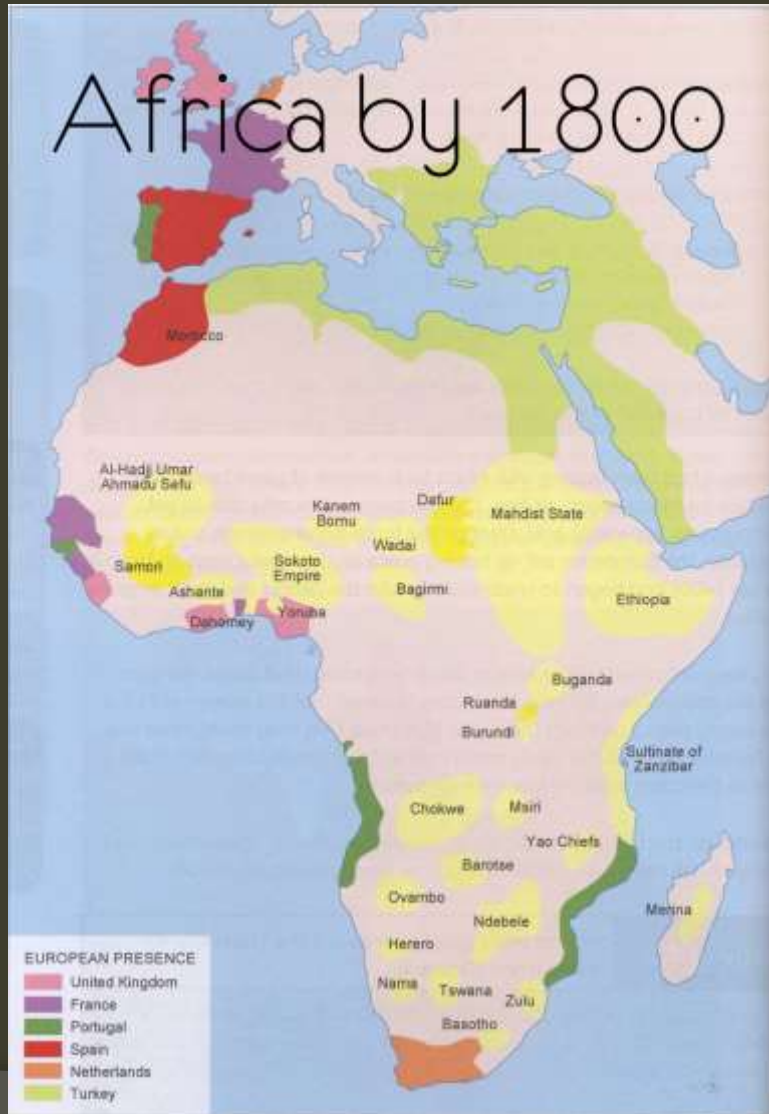 Africa by 1800
Morocco
Al-Hadjj Umar
Ahmadu Sefu
Kanem
Bornu
Dafur
Mahdist State
Wadai
Samori
Sokoto
Empire
Ashante
Bagirmi
Ethiopia
Dahomey
Yoruba
Buganda
Ruanda
Burundi
Sultinate of
Zanzibar
Chokwe
Msiri
Yao Chiefs
Barotse
Ovambo
Ndebele
Merina
Herero
Nama
Tswana
Zulu
Basotho
EUROPEAN PRESENCE
United Kingdom
France
Portugal
Spain
Netherlands
Turkey